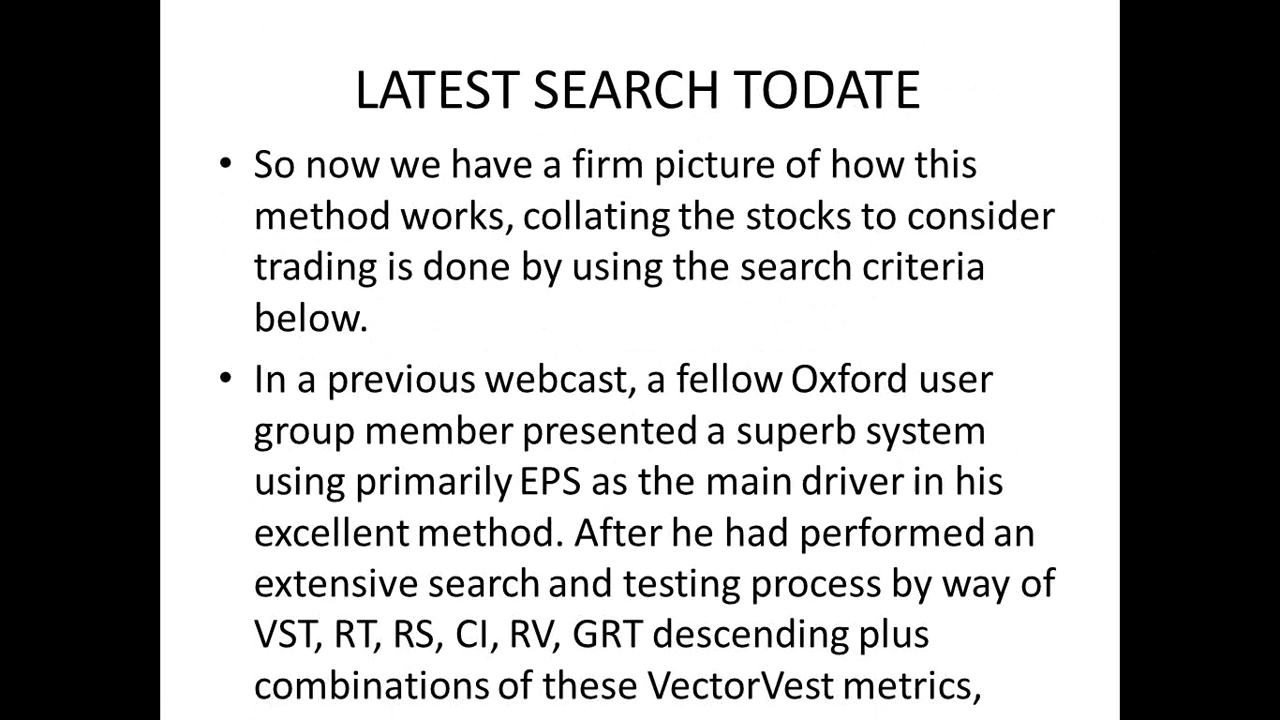 LATEST SEARCH TODATE
• So now we have a firm picture of how this
method works, collating the stocks to consider
trading is done by using the search criteria
below.
• In a previous webcast, a fellow Oxford user
group member presented a superb system
using primarily EPS as the main driver in his
excellent method. After he had performed an
extensive search and testing process by way of
VST, RT, RS, CI, RV, GRT descending plus
combinations of these VectorVest metrics,